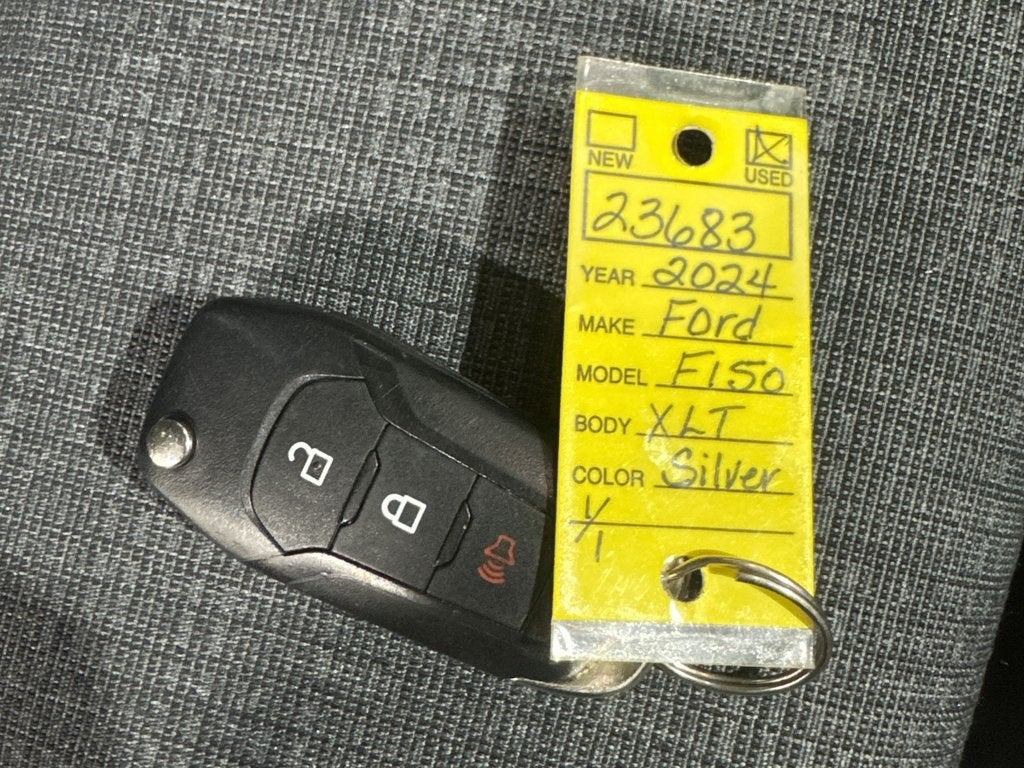 NEW USED
23683
YEAR 2024
MAKE Ford
MODEL F150
BODY XLT
COLOR Silver
1/1